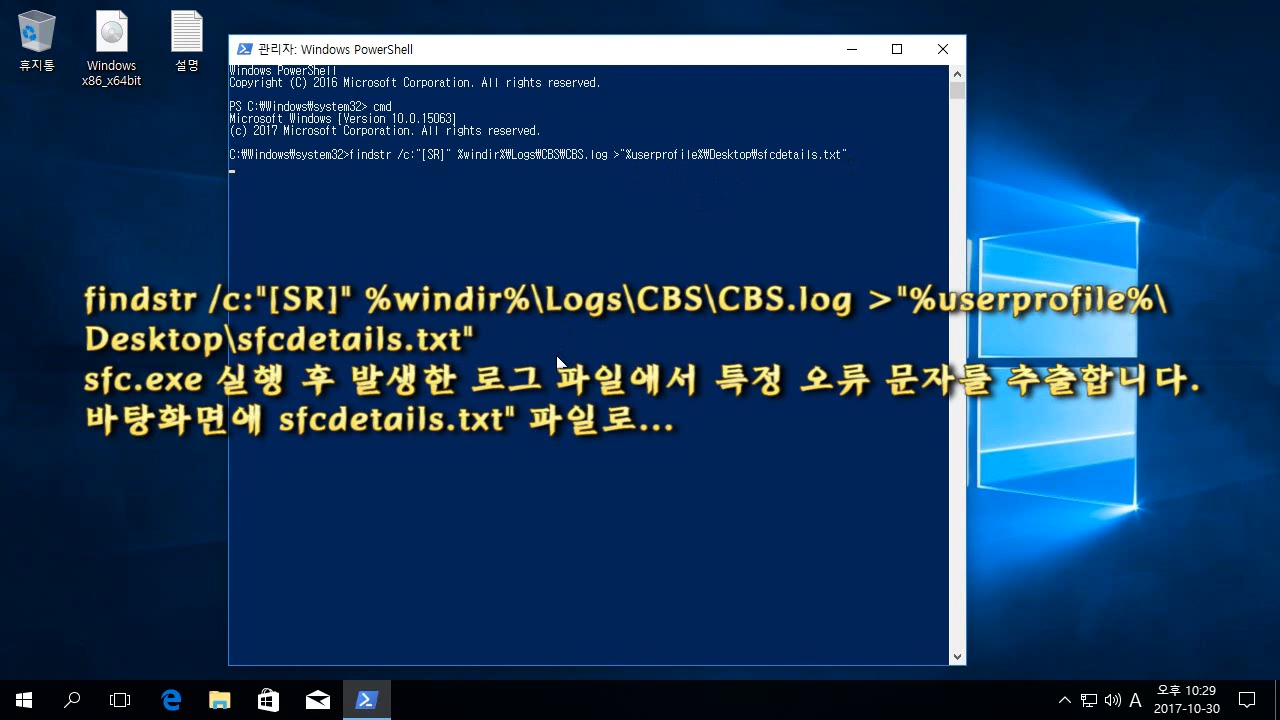 휴지통
Windows
x86_x64bit
설명
관리자: Windows PowerShell
Windows PowerShell
Copyright (C) 2016 Microsoft Corporation. All rights reserved.
PS C:₩Windows₩system32> cmd
Microsoft Windows [Version 10.0.15063]
(c) 2017 Microsoft Corporation. All rights reserved.
C:₩Windows₩system32>findstr /c:"[SR]" %windir%₩Logs₩CBS₩CBS.log >"%userprofile%₩Desktop₩sfcdetails.txt"
findstr /c:"[SR]" %windir%\Logs\CBS\CBS.log >"%userprofile%\
Desktop\sfcdetails.txt"
sfc.exe 실행 후 발생한 로그 파일에서 특정 오류 문자를 추출합니다.
바탕화면에 sfcdetails.txt" 파일로...
A
오후 10:29
2017-10-30